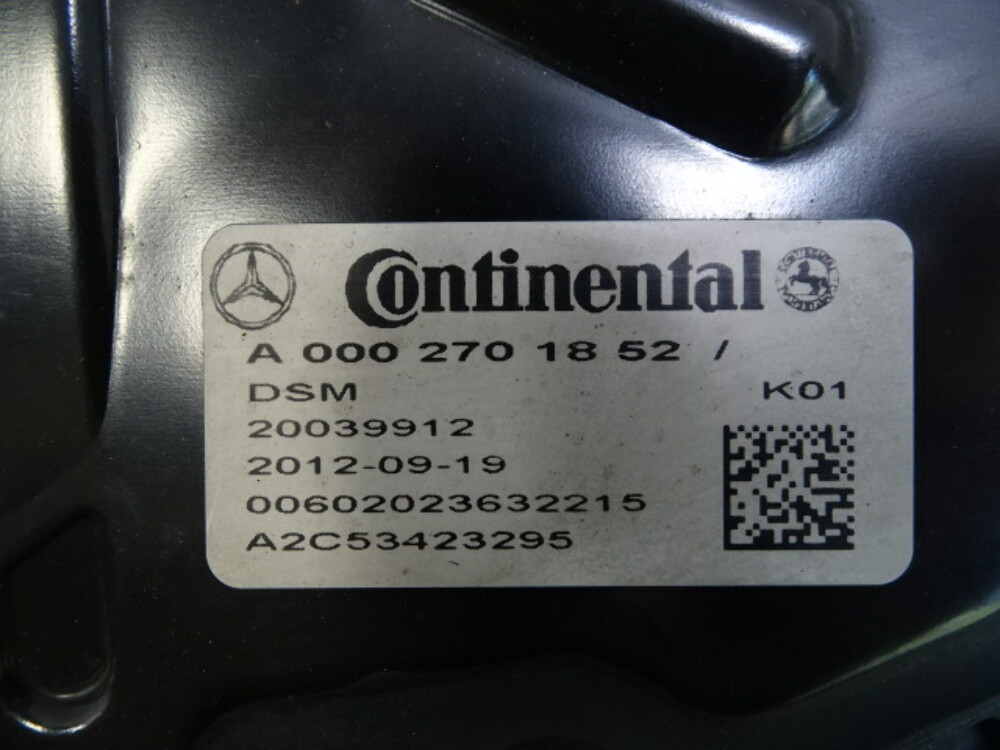 Continental
A 000 270 18 52 /
DSM K01
20039912
2012-09-19
00602023632215
A2C53423295